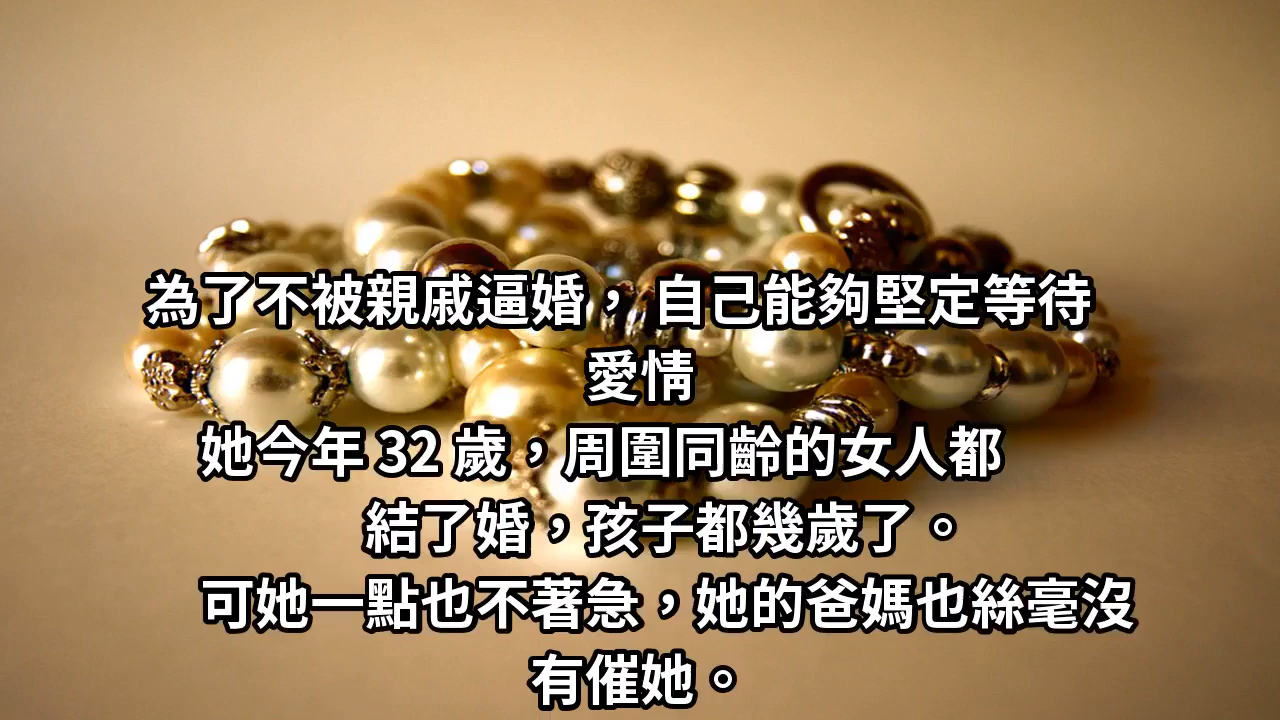 為了不被親戚逼婚， 自己能夠堅定等待
愛情
她今年 32 歲，周圍同齡的女人都
結了婚，孩子都幾歲了。
可她一點也不著急，她的爸媽也絲毫沒
有催她。